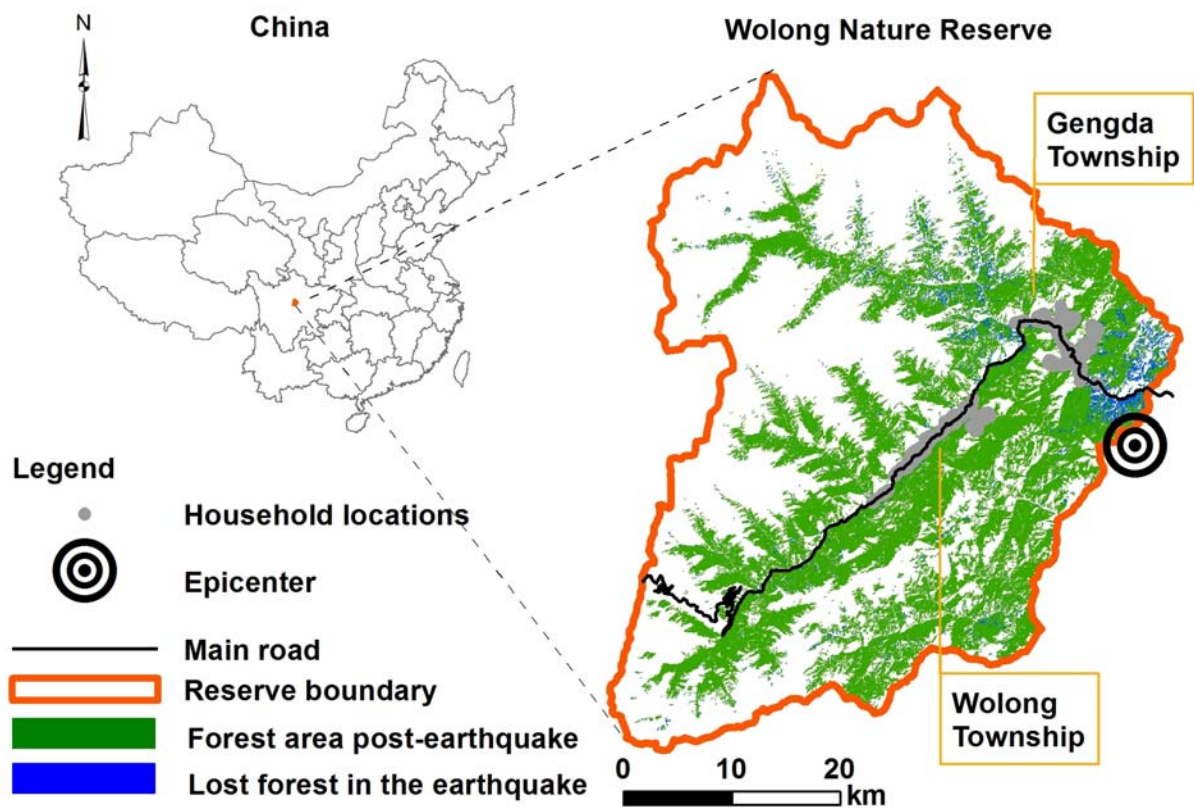 N
China
Wolong Nature Reserve
Gengda
Township
Legend
Household locations
Epicenter
Main road
Reserve boundary
Forest area post-earthquake
Lost forest in the earthquake
Wolong
Township
0 10 20
km